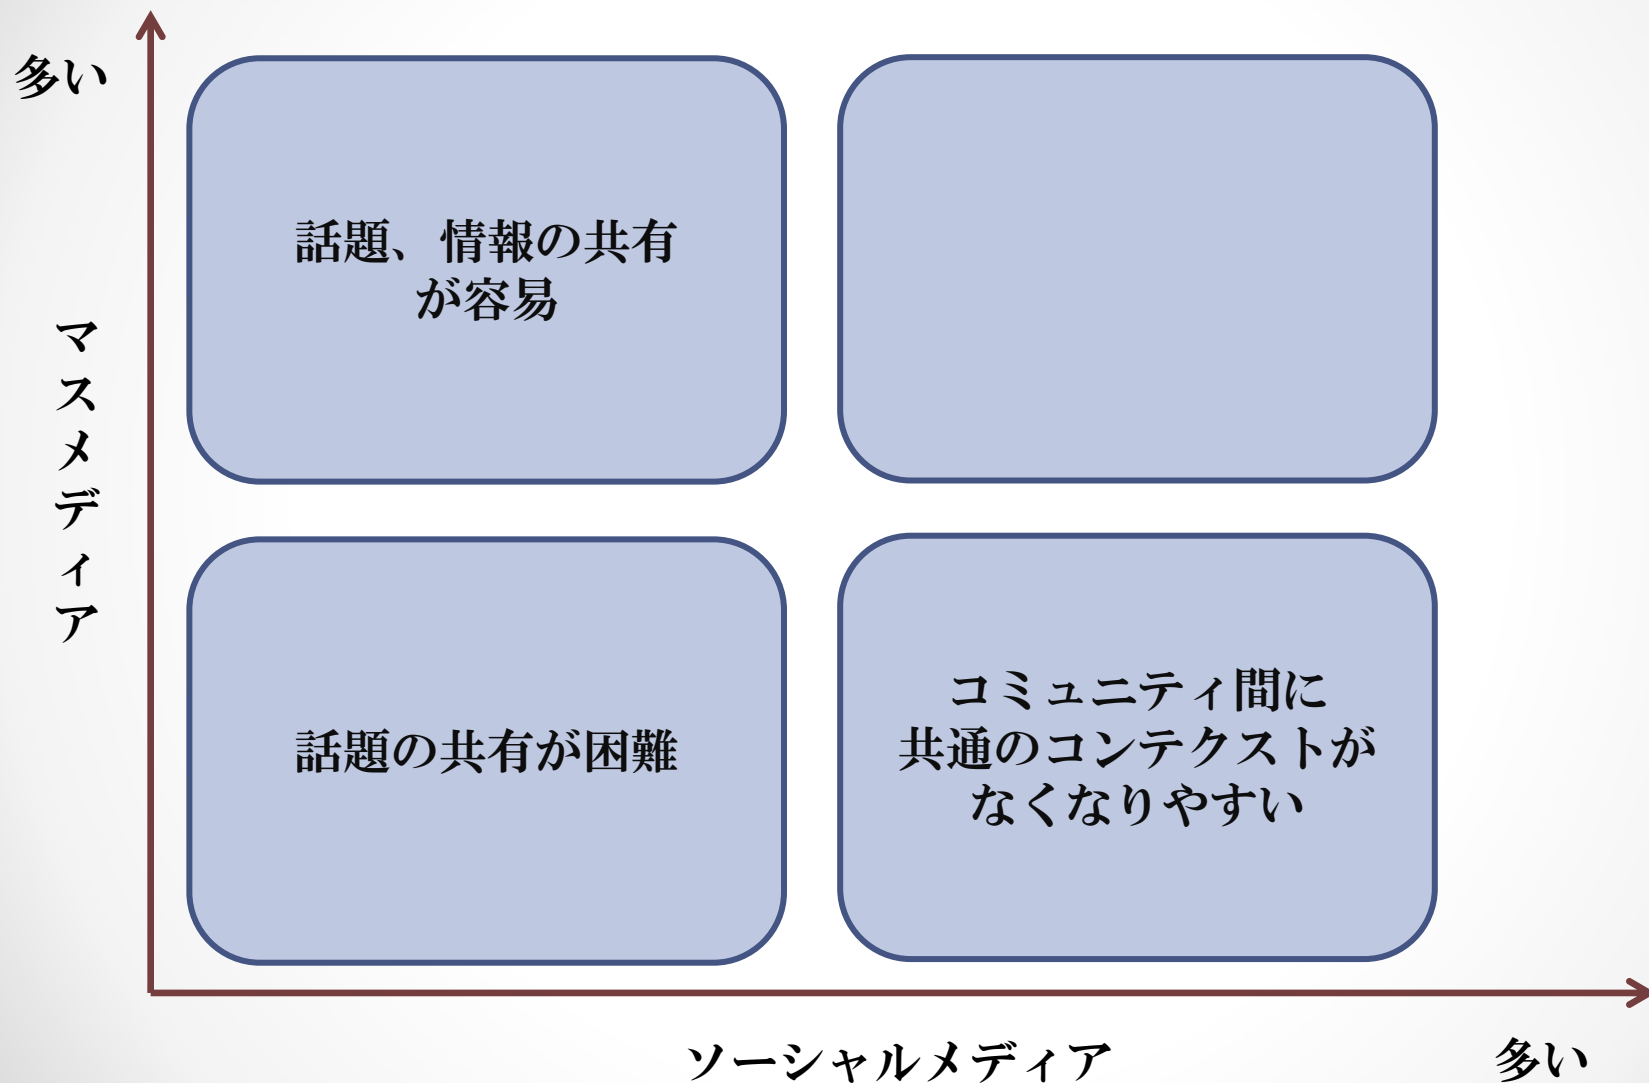 多い
マスメディア
話題、情報の共有
が容易
話題の共有が困難
コミュニティ間に
共通のコンテクストが
なくなりやすい
ソーシャルメディア
多い